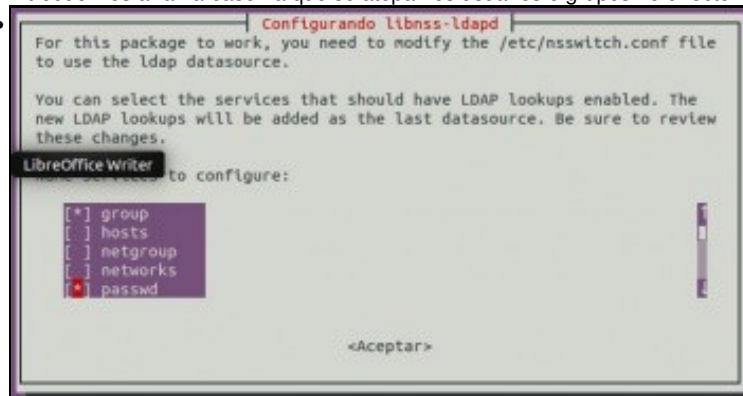 Configurando libnss-ldapd
For this package to work, you need to modify the /etc/nsswitch.conf file
to use the ldap datasource.
You can select the services that should have LDAP lookups enabled. The
new LDAP lookups will be added as the last datasource. Be sure to review
these changes.
LibreOffice Writer
services to configure:
[*] group
[ ] hosts
[ ] netgroup
[ ] networks
[*] passwd
<Aceptar>